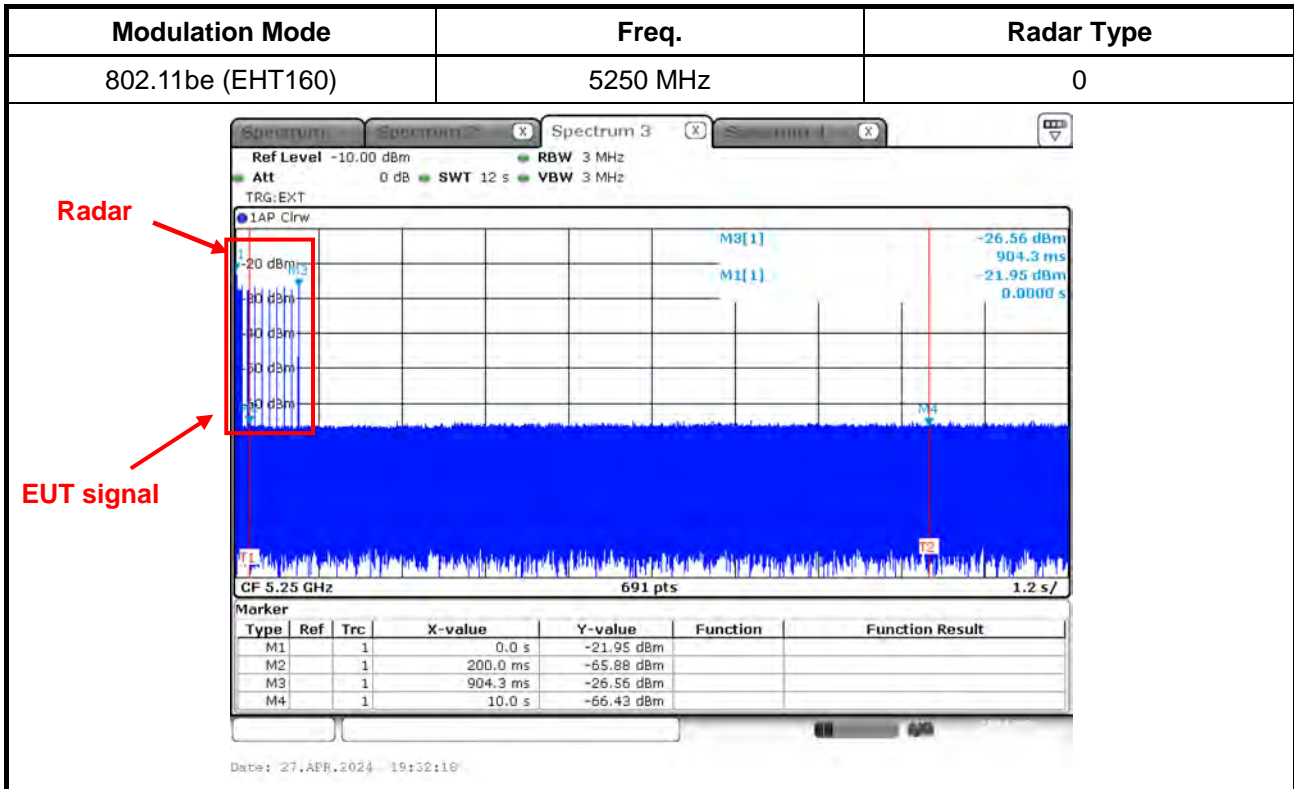 Modulation Mode Freq. Radar Type
802.11be (EHT160) 5250 MHz 0
Spectrum Spectrum 2 X Spectrum 3 X Spectrum 4 X
Ref Level -10.00 dBm RBW 3 MHz
Att 0 dB SWT 12 s VBW 3 MHz
TRG:EXT
1AP Clrw
Radar
M3[1] -26.56 dBm
904.3 ms
M1[1] -21.95 dBm
0.0000 s
-20 dBm
M3
-30 dBm
-40 dBm
-50 dBm
-60 dBm
M4
EUT signal
T1
T2
CF 5.25 GHz 691 pts 1.2 s/
Marker
Type Ref Trc X-value Y-value Function Function Result
M1 1 0.0 s -21.95 dBm
M2 1 200.0 ms -65.88 dBm
M3 1 904.3 ms -26.56 dBm
M4 1 10.0 s -66.43 dBm
Date: 27.APR.2024 19:32:18